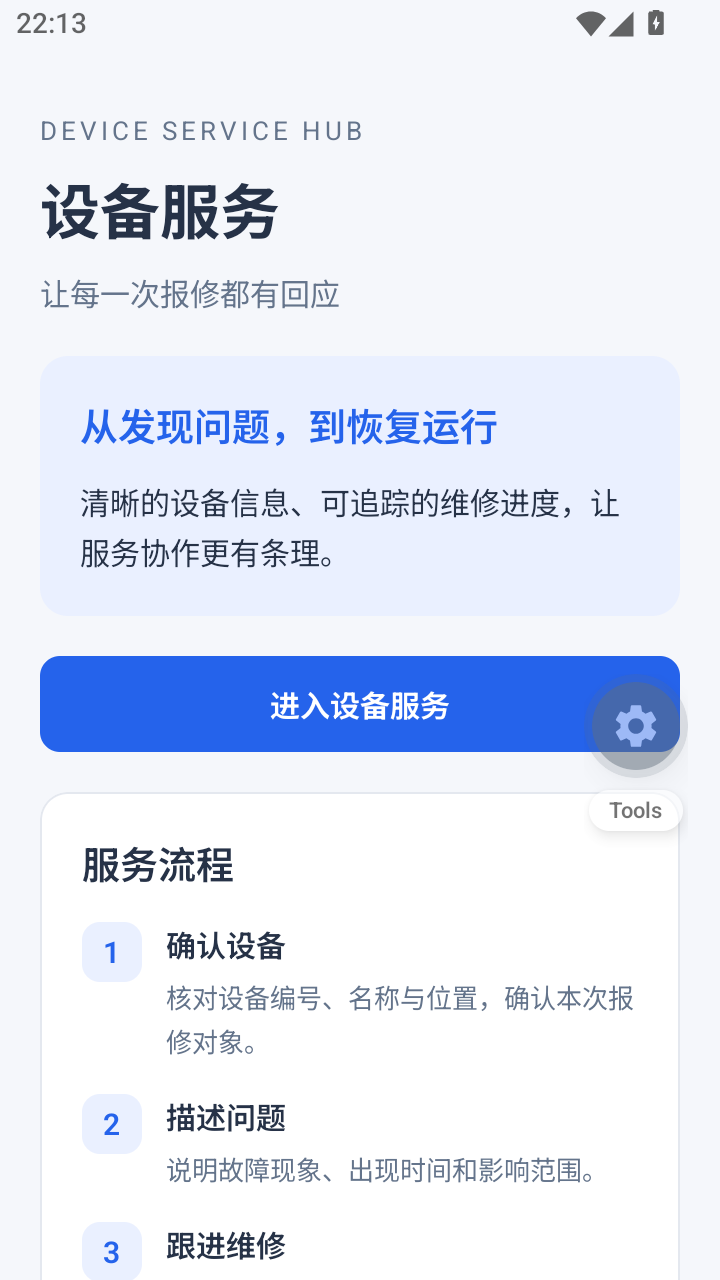 22:13
DEVICE SERVICE HUB
设备服务
让每一次报修都有回应
从发现问题，到恢复运行
清晰的设备信息、可追踪的维修进度，让
服务协作更有条理。
进入设备服务
Tools
服务流程
1
确认设备
核对设备编号、名称与位置，确认本次报
修对象。
2
描述问题
说明故障现象、出现时间和影响范围。
3
跟进维修